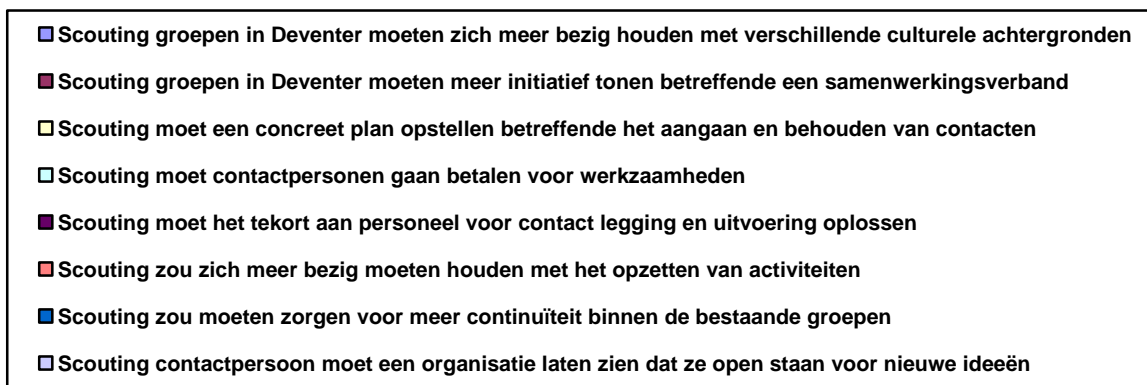 Scouting groepen in Deventer moeten zich meer bezig houden met verschillende culturele achtergronden
Scouting groepen in Deventer moeten meer initiatief tonen betreffende een samenwerkingsverband
Scouting moet een concreet plan opstellen betreffende het aangaan en behouden van contacten
Scouting moet contactpersonen gaan betalen voor werkzaamheden
Scouting moet het tekort aan personeel voor contact legging en uitvoering oplossen
Scouting zou zich meer bezig moeten houden met het opzetten van activiteiten
Scouting zou moeten zorgen voor meer continuïteit binnen de bestaande groepen
Scouting contactpersoon moet een organisatie laten zien dat ze open staan voor nieuwe ideeën